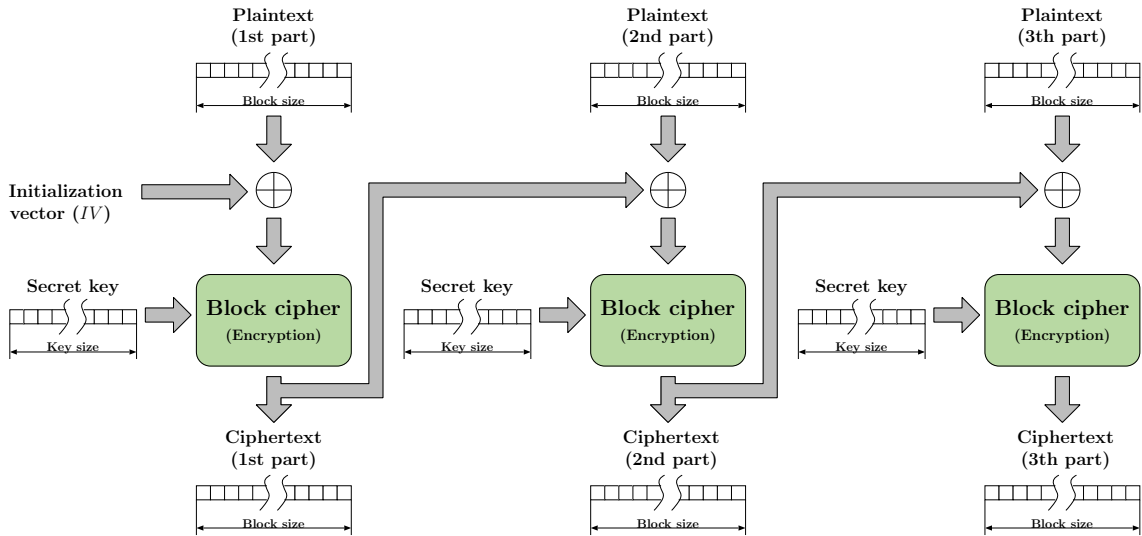 Plaintext
(1st part)
Block size
Plaintext
(2nd part)
Block size
Plaintext
(3th part)
Block size
Initialization
vector (IV)
Secret key
Key size
Block cipher
(Encryption)
Secret key
Key size
Block cipher
(Encryption)
Secret key
Key size
Block cipher
(Encryption)
Ciphertext
(1st part)
Block size
Ciphertext
(2nd part)
Block size
Ciphertext
(3th part)
Block size